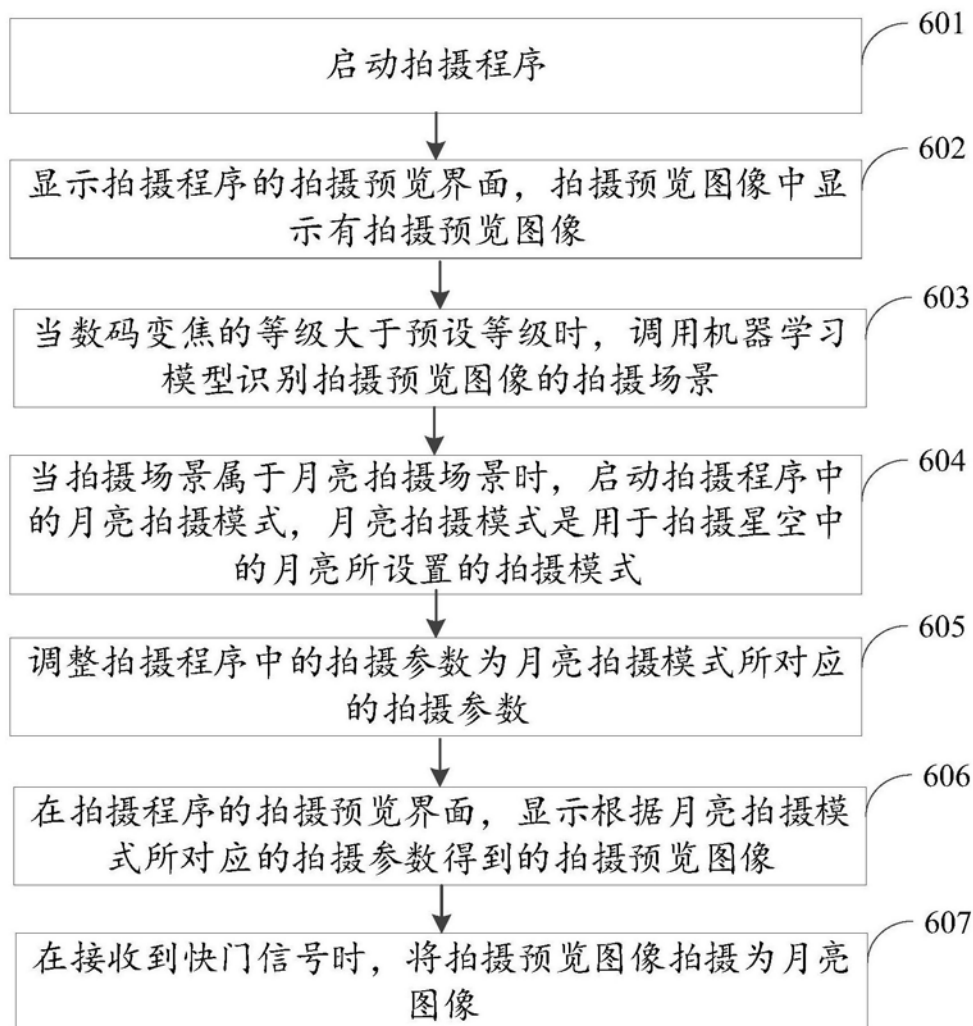 启动拍摄程序
601
显示拍摄程序的拍摄预览界面，拍摄预览图像中显
示有拍摄预览图像
602
当数码变焦的等级大于预设等级时，调用机器学习
模型识别拍摄预览图像的拍摄场景
603
当拍摄场景属于月亮拍摄场景时，启动拍摄程序中
的月亮拍摄模式，月亮拍摄模式是用于拍摄星空中
的月亮所设置的拍摄模式
604
调整拍摄程序中的拍摄参数为月亮拍摄模式所对应
的拍摄参数
605
在拍摄程序的拍摄预览界面，显示根据月亮拍摄模
式所对应的拍摄参数得到的拍摄预览图像
606
在接收到快门信号时，将拍摄预览图像拍摄为月亮
图像
607